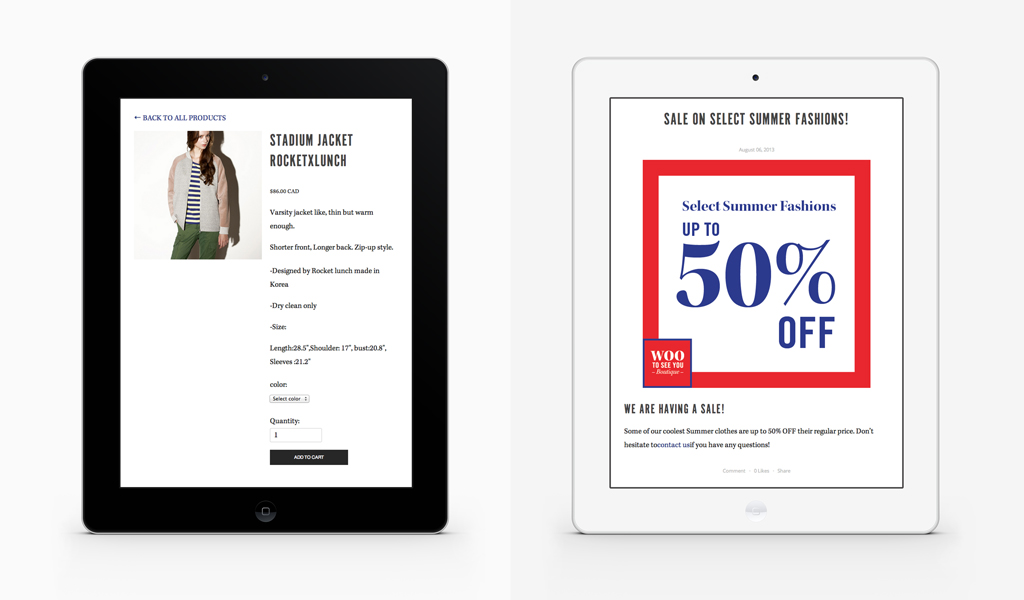 ← BACK TO ALL PRODUCTS
STADIUM JACKET
ROCKETXLUNCH
$86.00 CAD
Varsity jacket like, thin but warm
enough.
Shorter front, Longer back. Zip-up style.
-Designed by Rocket lunch made in
Korea
-Dry clean only
-Size:
Length:28.5",Shoulder: 17", bust:20.8",
Sleeves :21.2"
color:
Select color
Quantity:
1
ADD TO CART
SALE ON SELECT SUMMER FASHIONS!
August 06, 2013
Select Summer Fashions
UP TO
50%
OFF
WOO
TO SEE YOU
– Boutique –
WE ARE HAVING A SALE!
Some of our coolest Summer clothes are up to 50% OFF their regular price. Don't
hesitate tocontact usif you have any questions!
Comment · 0 Likes · Share